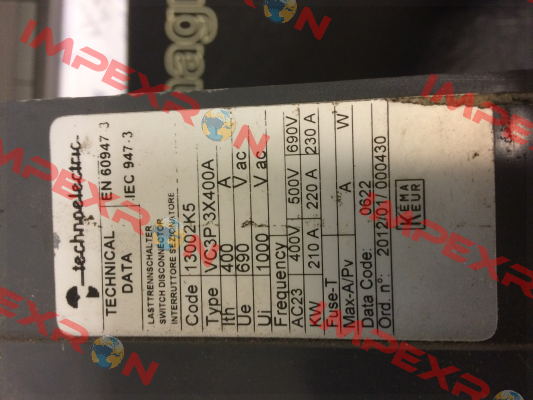 technoelectric
TECHNICAL DATA EN 60947-3 IEC 947-3
LASTTRENNSCHALTER
SWITCH DISCONNECTOR
INTERRUTTORE SEZIONATORE
Code 13002K5
Type VC3P 3X400A
Ith 400 A
Ue 690 V ac
Ui 1000 V ac
Frequency
AC23 400V 500V 690V
KW 210 A 220 A 230 A
Fuse-T
Max-A/Pv A W
Data Code: 0622
Ord. n°: 2012/01/000430
KEMA
KEUR
magn
IMPEXRON
IMPEXRON
IMPEXRON
IMPEXRON
IMPEXRON